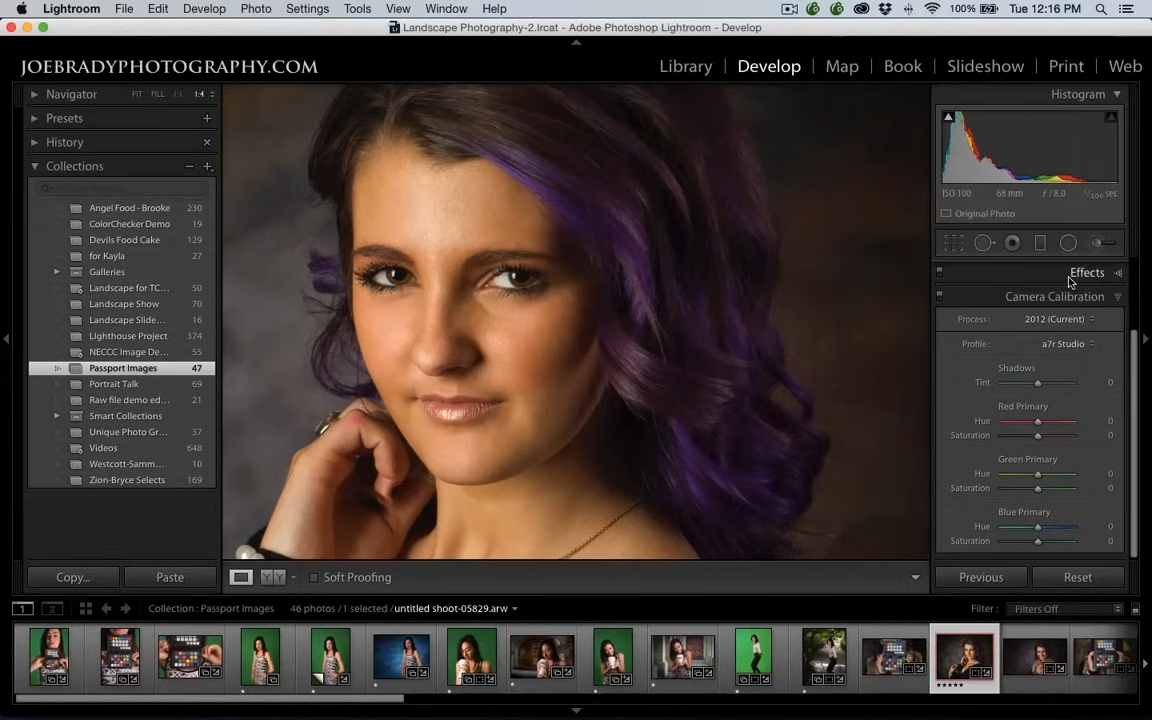 Lightroom File Edit Develop Photo Settings Tools View Window Help 100% Tue 12:16 PM
Landscape Photography-2.lrcat - Adobe Photoshop Lightroom - Develop
JOEBRADYPHOTOGRAPHY.COM Library Develop Map Book Slideshow Print Web
Navigator FIT FILL 1:1 1:4
Presets
History
Collections
Angel Food - Brooke 230
ColorChecker Demo 19
Devils Food Cake 129
for Kayla 27
Galleries
Landscape for TC... 50
Landscape Show 70
Landscape Slide... 16
LIghthouse Project 374
NECCC Image De... 55
Passport Images 47
Portrait Talk 69
Raw file demo ed... 21
Smart Collections
Unique Photo Gr... 37
Videos 648
Westcott-Samm... 10
Zion-Bryce Selects 169
Copy... Paste
Soft Proofing
Histogram
ISO 100 68 mm ƒ / 8.0 1/100 sec
Original Photo
Effects
Camera Calibration
Process : 2012 (Current)
Profile : a7r Studio
Shadows
Tint 0
Red Primary
Hue 0
Saturation 0
Green Primary
Hue 0
Saturation 0
Blue Primary
Hue 0
Saturation 0
Previous Reset
1 2 Collection : Passport Images 46 photos / 1 selected / untitled shoot-05829.arw Filter : Filters Off